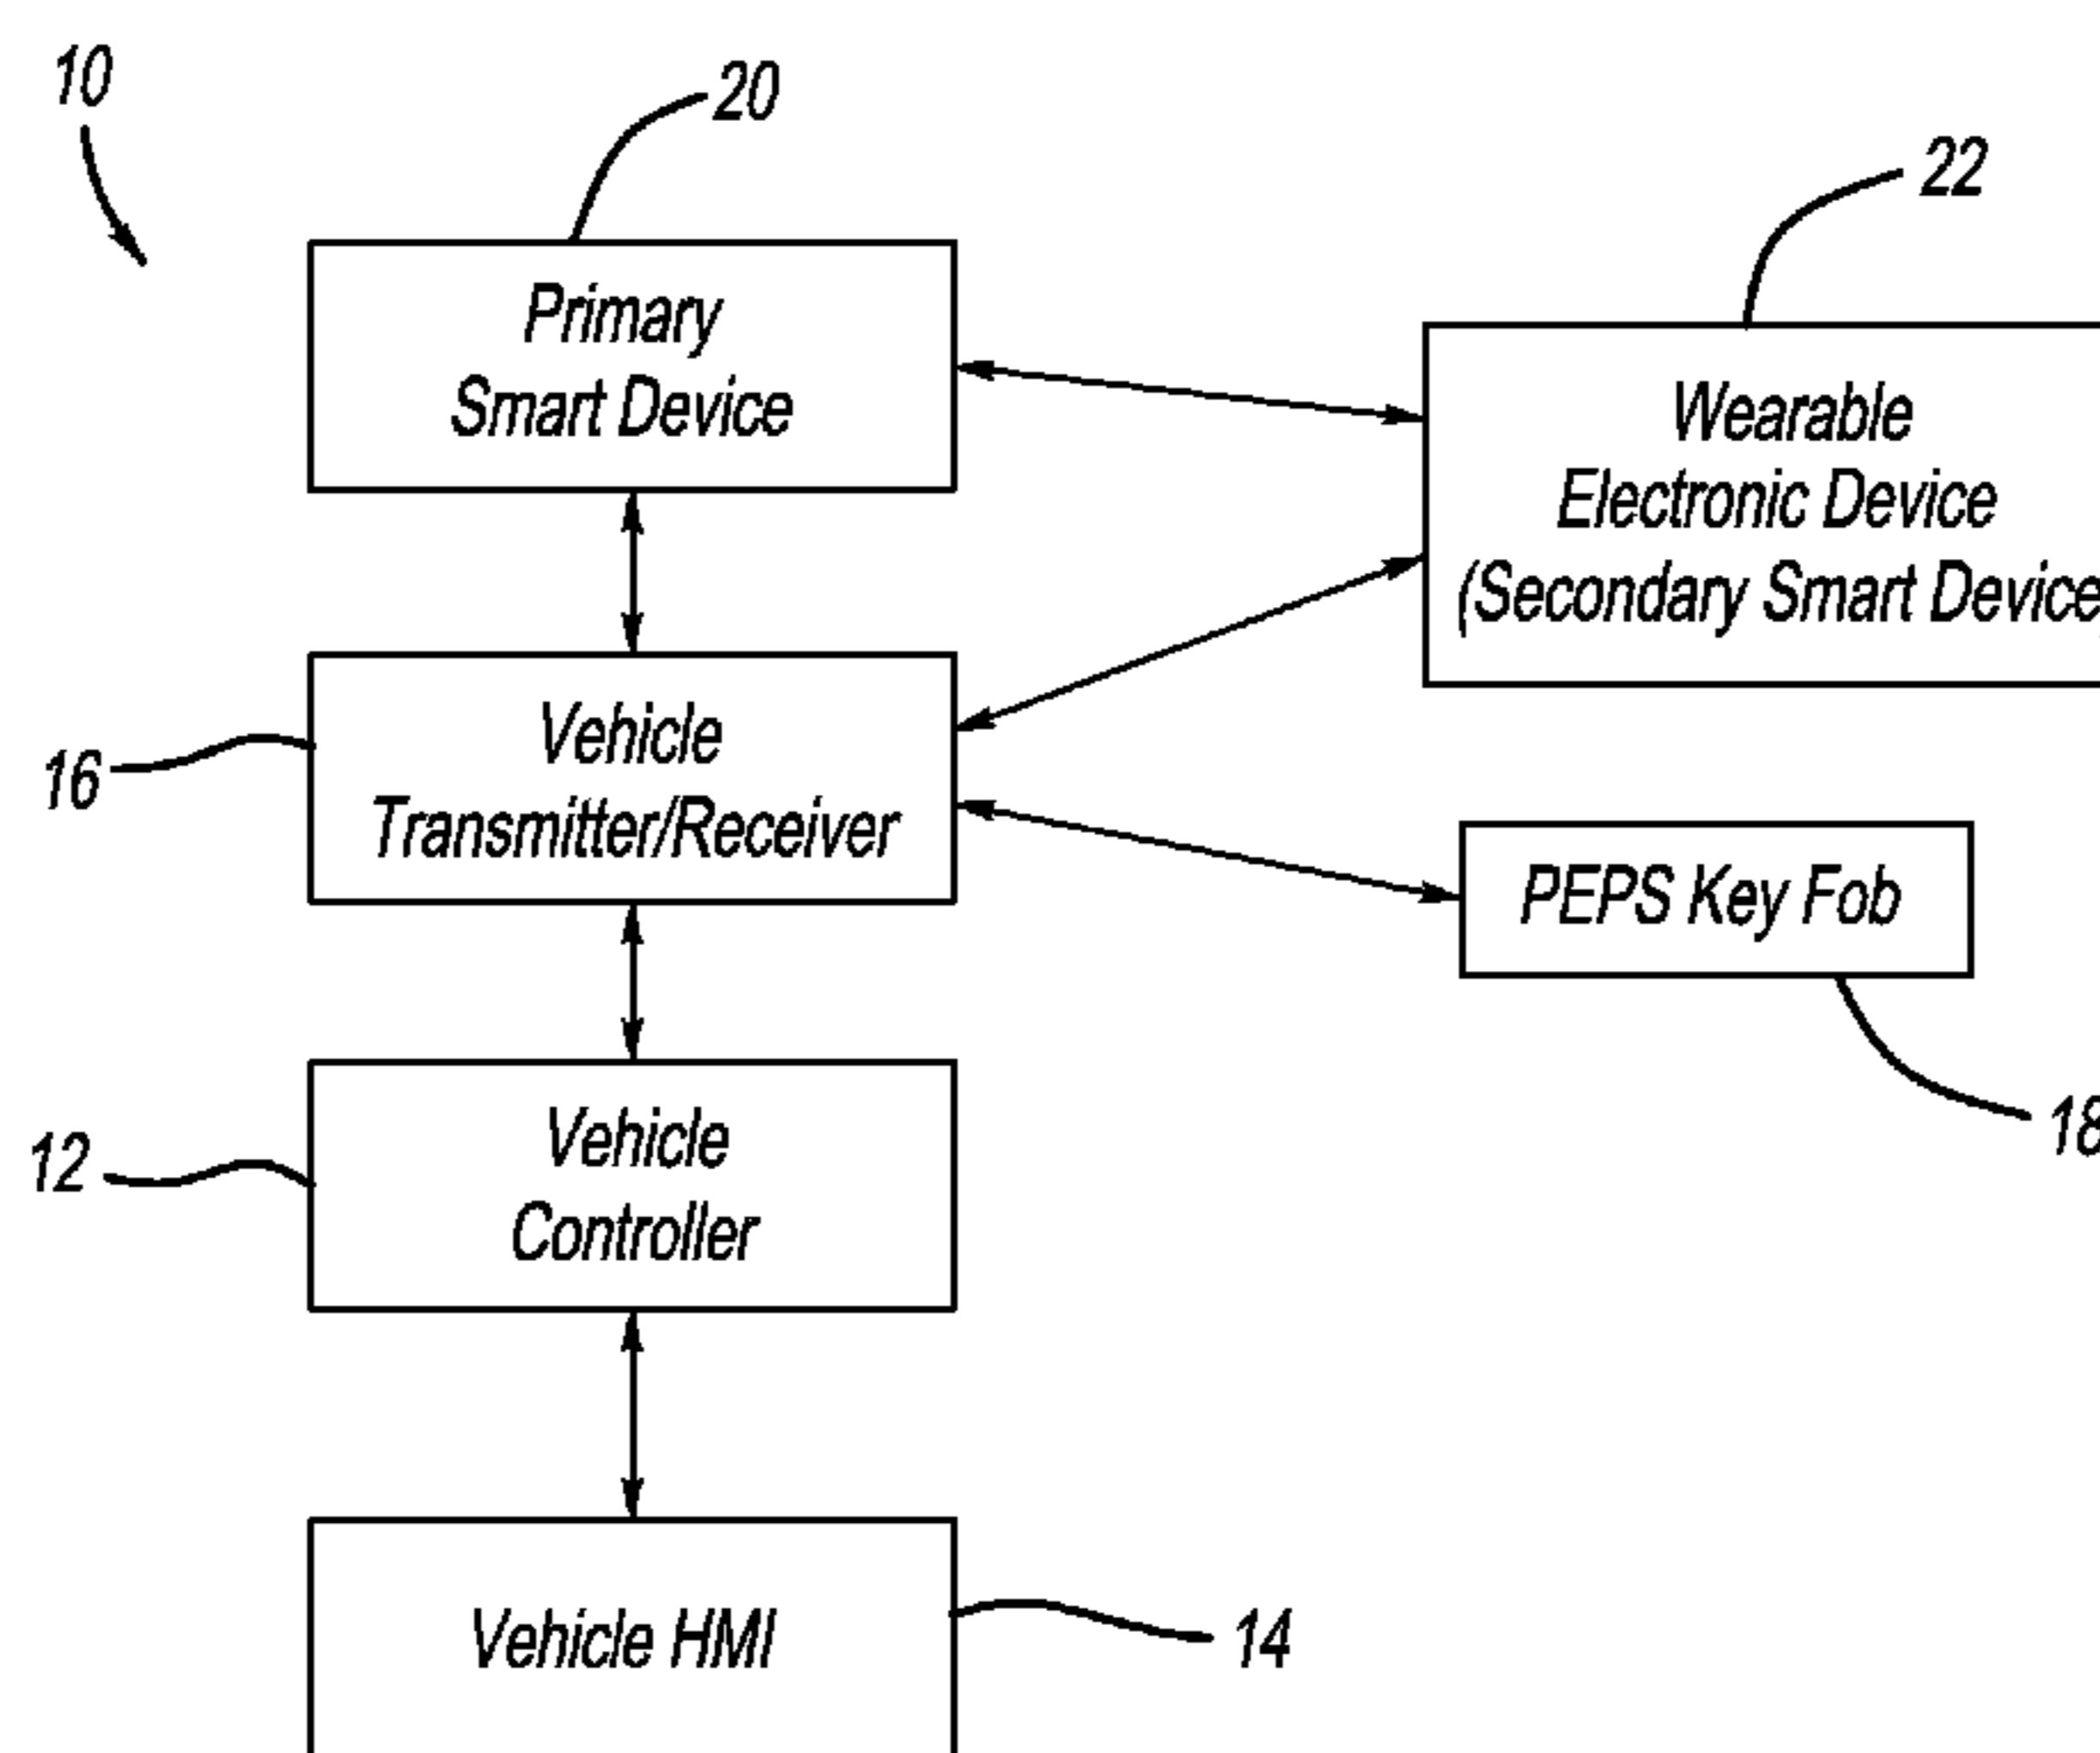 10
20
22
Primary
Smart Device
Wearable
Electronic Device
(Secondary Smart Device
16
Vehicle
Transmitter/Receiver
PEPS Key Fob
18
12
Vehicle
Controller
Vehicle HMI
14